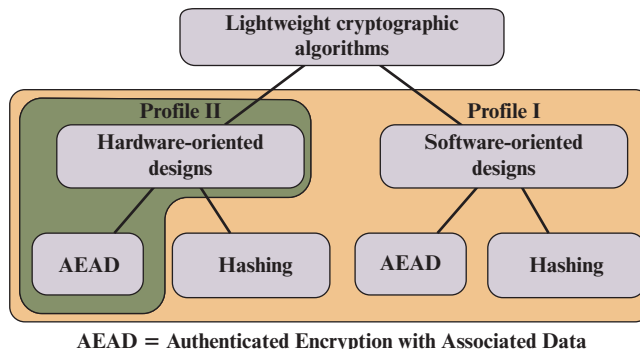 Lightweight cryptographic
algorithms
Profile II
Profile I
Hardware-oriented
designs
Software-oriented
designs
AEAD
Hashing
AEAD
Hashing
AEAD = Authenticated Encryption with Associated Data